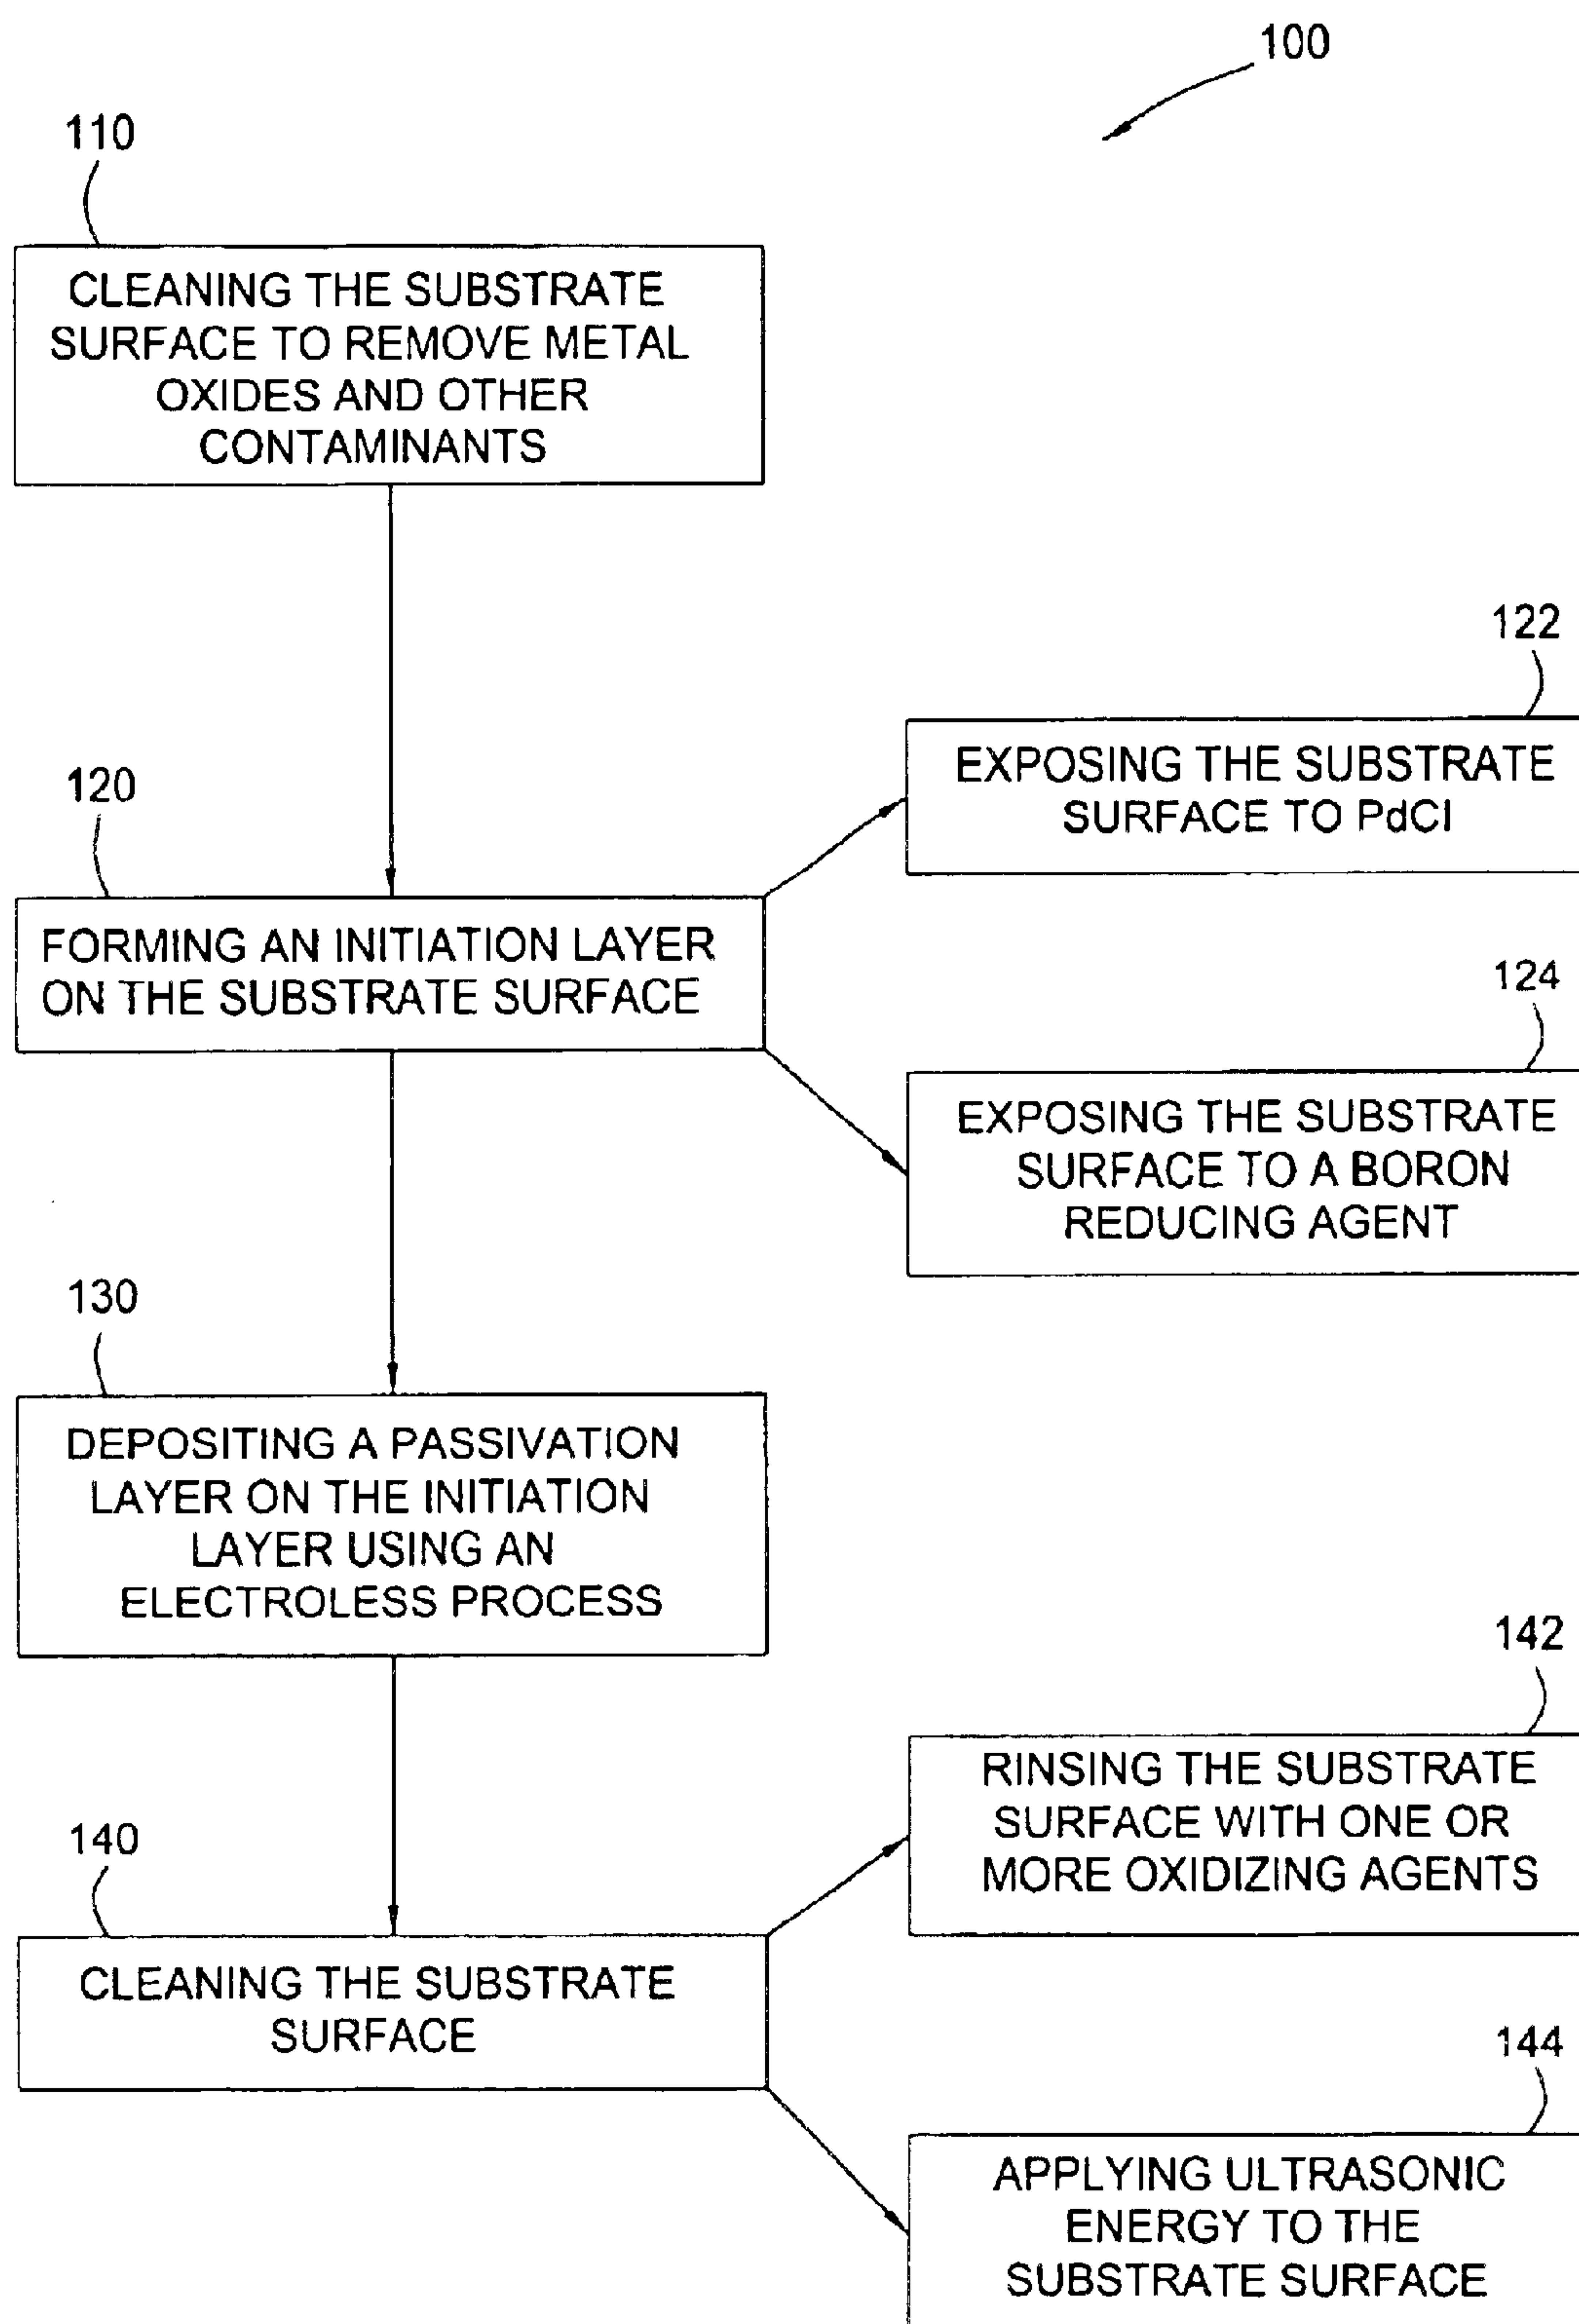 100
110
CLEANING THE SUBSTRATE
SURFACE TO REMOVE METAL
OXIDES AND OTHER
CONTAMINANTS
122
EXPOSING THE SUBSTRATE
SURFACE TO PdCl
120
FORMING AN INITIATION LAYER
ON THE SUBSTRATE SURFACE
124
EXPOSING THE SUBSTRATE
SURFACE TO A BORON
REDUCING AGENT
130
DEPOSITING A PASSIVATION
LAYER ON THE INITIATION
LAYER USING AN
ELECTROLESS PROCESS
142
RINSING THE SUBSTRATE
SURFACE WITH ONE OR
MORE OXIDIZING AGENTS
140
CLEANING THE SUBSTRATE
SURFACE
144
APPLYING ULTRASONIC
ENERGY TO THE
SUBSTRATE SURFACE